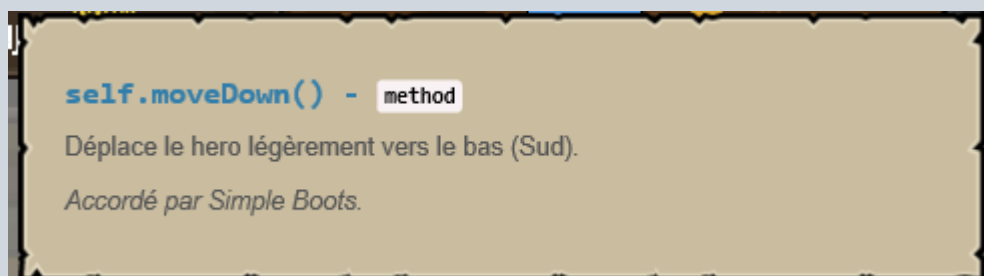 self.moveDown() - method
Déplace le hero légèrement vers le bas (Sud).
Accordé par Simple Boots.